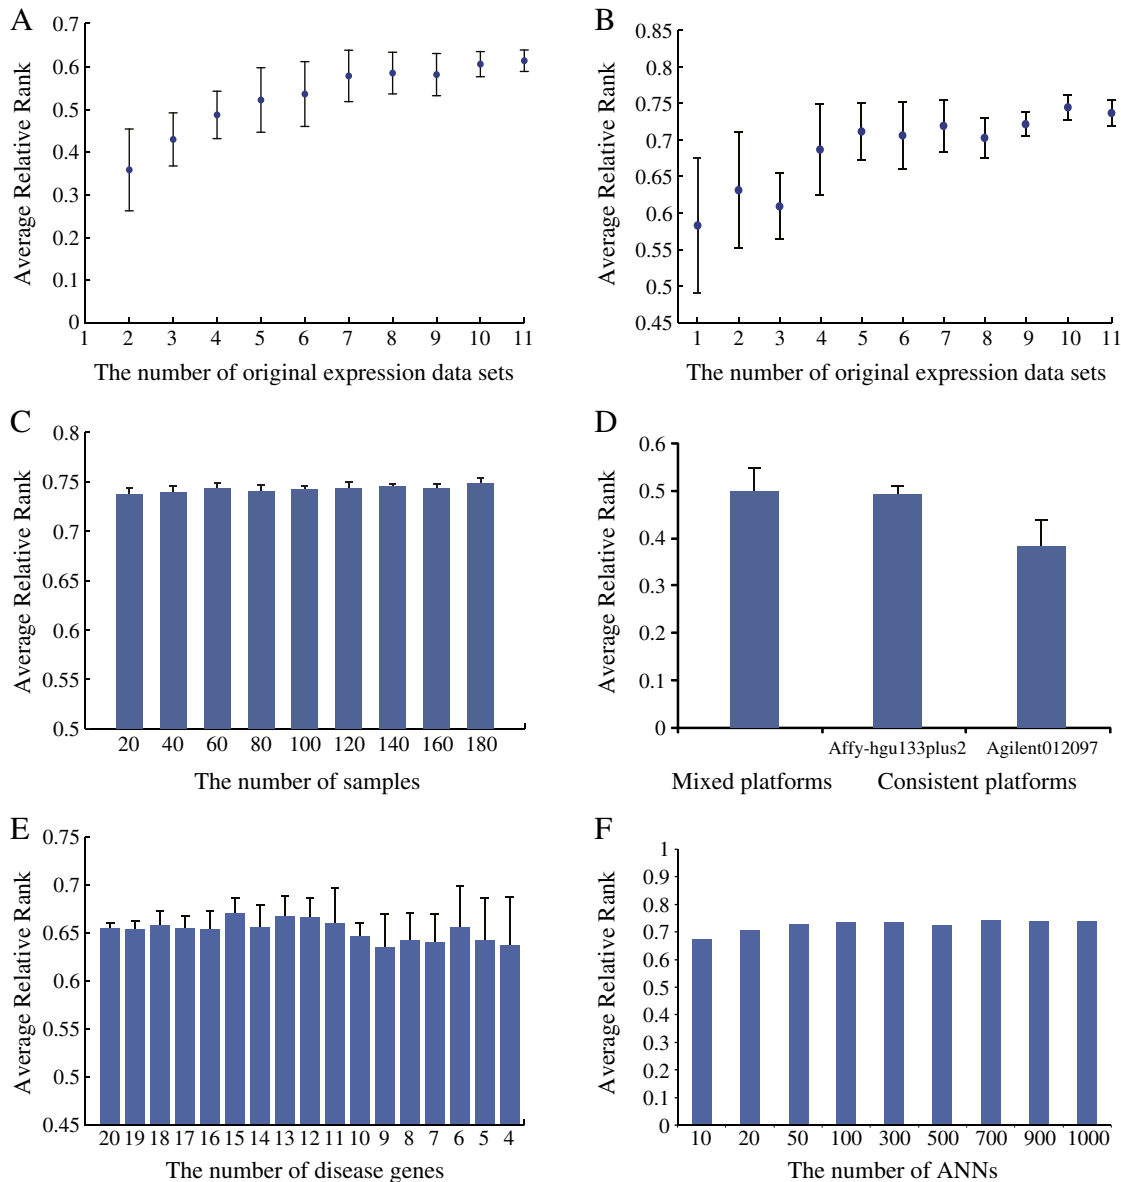 A
Average Relative Rank
0.7
0.6
0.5
0.4
0.3
0.2
0.1
0
1 2 3 4 5 6 7 8 9 10 11
The number of original expression data sets
B
Average Relative Rank
0.85
0.8
0.75
0.7
0.65
0.6
0.55
0.5
0.45
1 2 3 4 5 6 7 8 9 10 11
The number of original expression data sets
C
Average Relative Rank
0.8
0.75
0.7
0.65
0.6
0.55
0.5
20 40 60 80 100 120 140 160 180
The number of samples
D
Average Relative Rank
0.6
0.5
0.4
0.3
0.2
0.1
0
Affy-hgu133plus2 Agilent012097
Mixed platforms Consistent platforms
E
Average Relative Rank
0.75
0.7
0.65
0.6
0.55
0.5
0.45
20 19 18 17 16 15 14 13 12 11 10 9 8 7 6 5 4
The number of disease genes
F
Average Relative Rank
1
0.9
0.8
0.7
0.6
0.5
0.4
0.3
0.2
0.1
0
10 20 50 100 300 500 700 900 1000
The number of ANNs